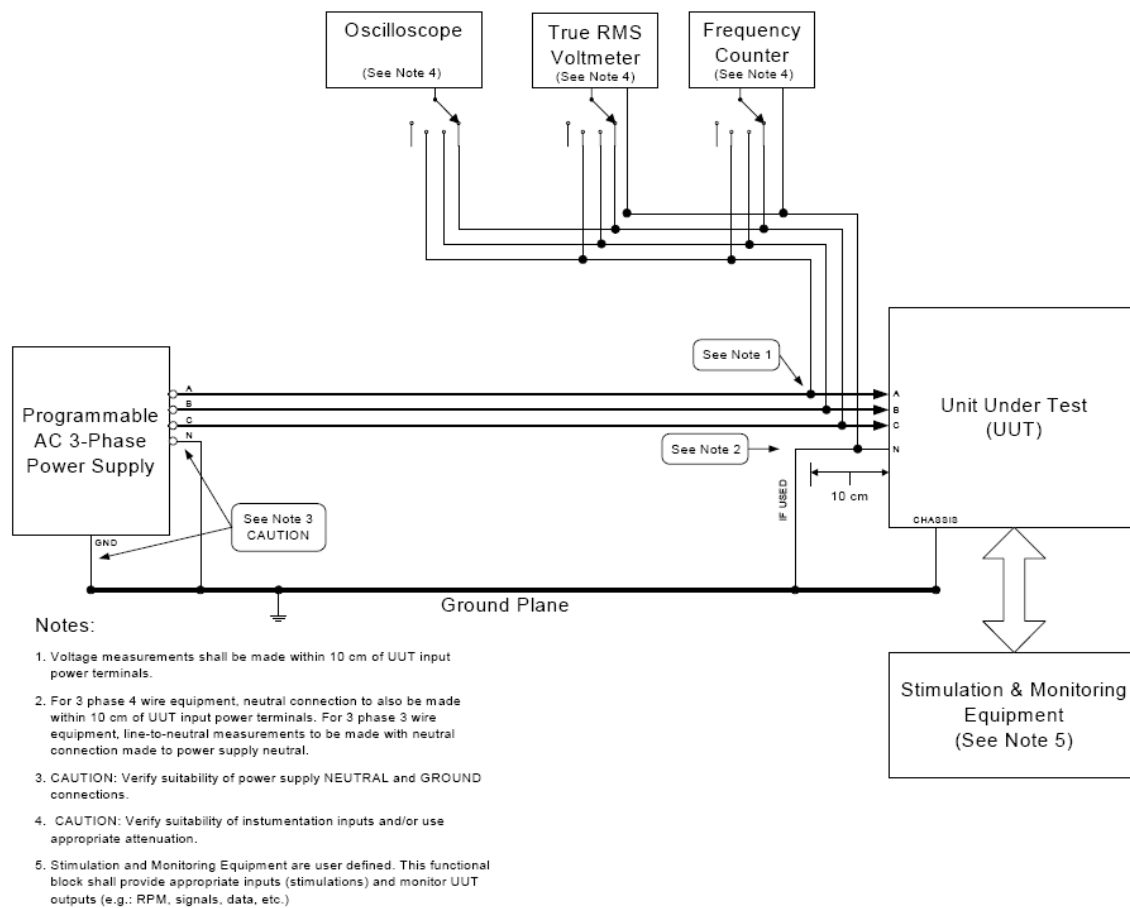 Oscilloscope
(See Note 4)
True RMS
Voltmeter
(See Note 4)
Frequency
Counter
(See Note 4)
Programmable
AC 3-Phase
Power Supply
A
B
C
N
GND
See Note 3
CAUTION
See Note 1
See Note 2
IF USED
10 cm
A
B
C
N
Unit Under Test
(UUT)
CHASSIS
Ground Plane
Stimulation & Monitoring
Equipment
(See Note 5)
Notes:
1. Voltage measurements shall be made within 10 cm of UUT input
power terminals.
2. For 3 phase 4 wire equipment, neutral connection to also be made
within 10 cm of UUT input power terminals. For 3 phase 3 wire
equipment, line-to-neutral measurements to be made with neutral
connection made to power supply neutral.
3. CAUTION: Verify suitability of power supply NEUTRAL and GROUND
connections.
4. CAUTION: Verify suitability of instumentation inputs and/or use
appropriate attenuation.
5. Stimulation and Monitoring Equipment are user defined. This functional
block shall provide appropriate inputs (stimulations) and monitor UUT
outputs (e.g.: RPM, signals, data, etc.)